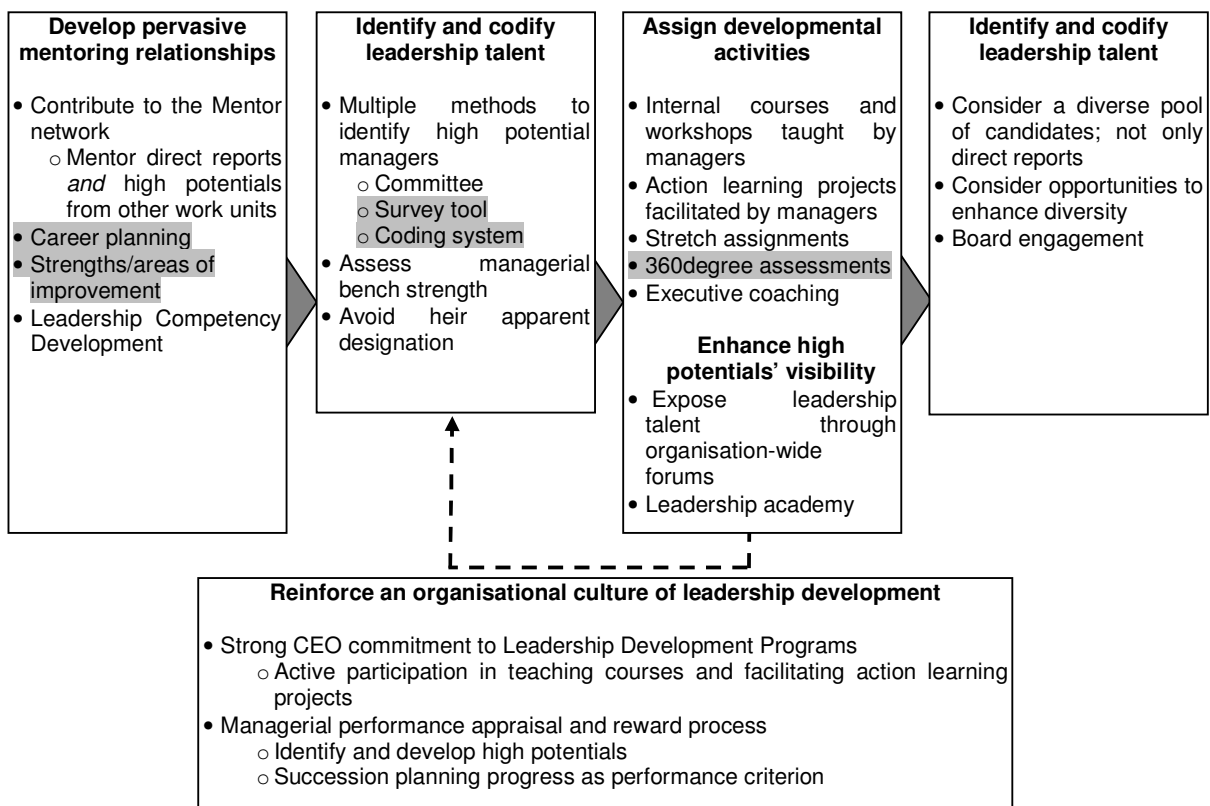 Develop pervasive
mentoring relationships
• Contribute to the Mentor
network
○ Mentor direct reports
and high potentials
from other work units
• Career planning
• Strengths/areas of
improvement
• Leadership Competency
Development
Identify and codify
leadership talent
• Multiple methods to
identify high potential
managers
○ Committee
○ Survey tool
○ Coding system
• Assess managerial
bench strength
• Avoid heir apparent
designation
Assign developmental
activities
• Internal courses and
workshops taught by
managers
• Action learning projects
facilitated by managers
• Stretch assignments
• 360degree assessments
• Executive coaching
Enhance high
potentials' visibility
• Expose leadership
talent through
organisation-wide
forums
• Leadership academy
Identify and codify
leadership talent
• Consider a diverse pool
of candidates; not only
direct reports
• Consider opportunities to
enhance diversity
• Board engagement
Reinforce an organisational culture of leadership development
• Strong CEO commitment to Leadership Development Programs
○ Active participation in teaching courses and facilitating action learning
projects
• Managerial performance appraisal and reward process
○ Identify and develop high potentials
○ Succession planning progress as performance criterion